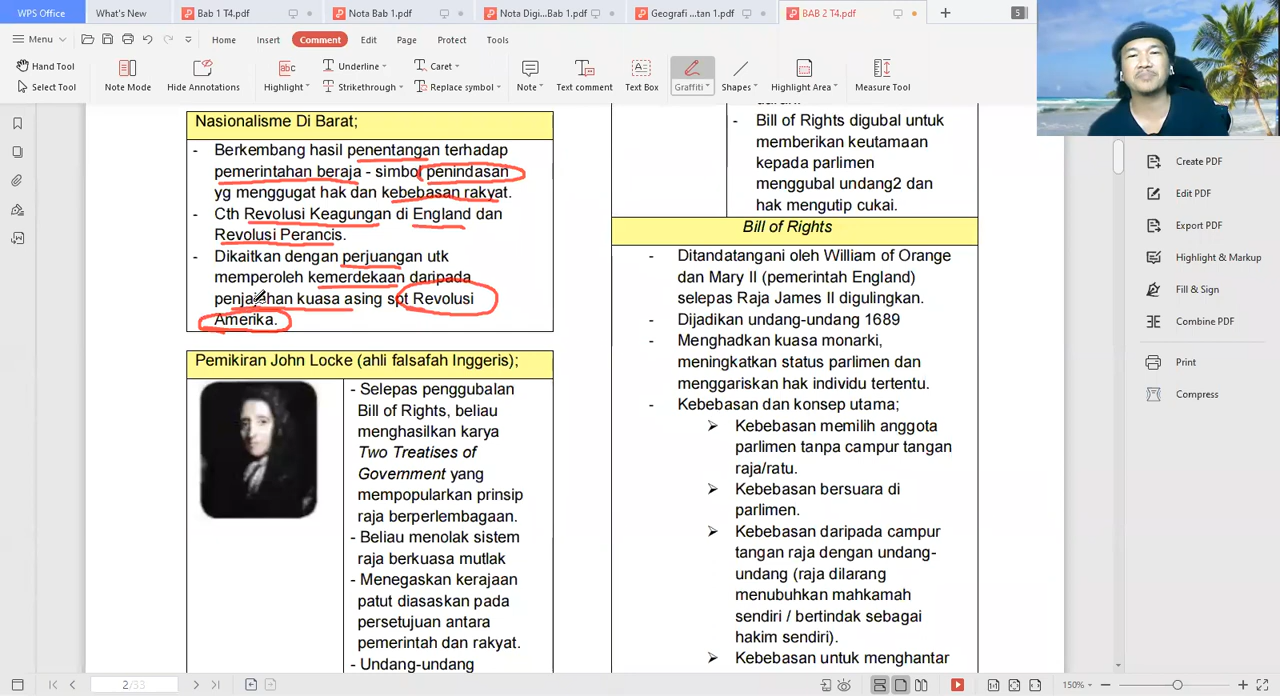 WPS Office
What's New
Bab 1 T4.pdf
Nota Bab 1.pdf
Nota Digi...Bab 1.pdf
Geografi ...tan 1.pdf
BAB 2 T4.pdf
5
Menu
Home
Insert
Comment
Edit
Page
Protect
Tools
Hand Tool
Select Tool
Note Mode
Hide Annotations
Highlight
Underline
Strikethrough
Caret
Replace symbol
Note
Text comment
Text Box
Graffiti
Shapes
Highlight Area
Measure Tool
Nasionalisme Di Barat;
- Berkembang hasil penentangan terhadap
pemerintahan beraja - simbol penindasan
yg menggugat hak dan kebebasan rakyat.
- Cth Revolusi Keagungan di England dan
Revolusi Perancis.
- Dikaitkan dengan perjuangan utk
memperoleh kemerdekaan daripada
penjajahan kuasa asing spt Revolusi
Amerika.
Pemikiran John Locke (ahli falsafah Inggeris);
- Selepas penggubalan
Bill of Rights, beliau
menghasilkan karya
Two Treatises of
Government yang
mempopularkan prinsip
raja berperlembagaan.
- Beliau menolak sistem
raja berkuasa mutlak
- Menegaskan kerajaan
patut diasaskan pada
persetujuan antara
pemerintah dan rakyat.
- Undang-undang
- Bill of Rights digubal untuk
memberikan keutamaan
kepada parlimen
menggubal undang2 dan
hak mengutip cukai.
Bill of Rights
- Ditandatangani oleh William of Orange
dan Mary II (pemerintah England)
selepas Raja James II digulingkan.
- Dijadikan undang-undang 1689
- Menghadkan kuasa monarki,
meningkatkan status parlimen dan
menggariskan hak individu tertentu.
- Kebebasan dan konsep utama;
➢ Kebebasan memilih anggota
parlimen tanpa campur tangan
raja/ratu.
➢ Kebebasan bersuara di
parlimen.
➢ Kebebasan daripada campur
tangan raja dengan undang-
undang (raja dilarang
menubuhkan mahkamah
sendiri / bertindak sebagai
hakim sendiri).
➢ Kebebasan untuk menghantar
Create PDF
Edit PDF
Export PDF
Highlight & Markup
Fill & Sign
Combine PDF
Print
Compress
2/33
150%